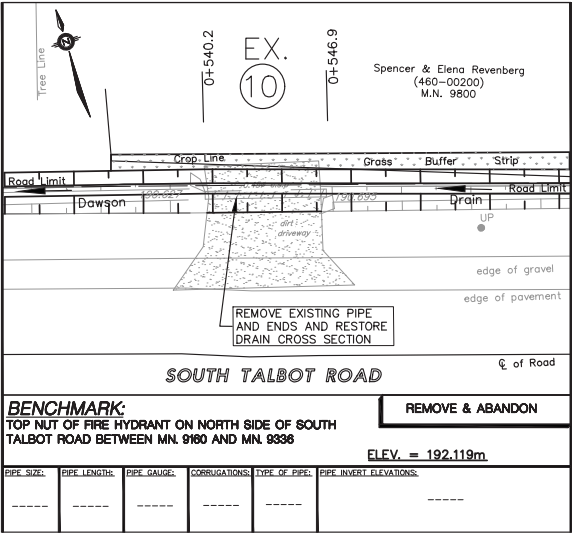 N
Tree Line
0+540.2
EX.
10
0+546.9
Spencer & Elena Revenberg
(460-00200)
M.N. 9800
Crop Line
Grass Buffer Strip
Road Limit
Road Limit
190.695
Dawson
Drain
dirt
driveway
UP
edge of gravel
edge of pavement
REMOVE EXISTING PIPE
AND ENDS AND RESTORE
DRAIN CROSS SECTION
SOUTH TALBOT ROAD
℄ of Road
BENCHMARK:
TOP NUT OF FIRE HYDRANT ON NORTH SIDE OF SOUTH
TALBOT ROAD BETWEEN MN. 9160 AND MN. 9336
REMOVE & ABANDON
ELEV. = 192.119m
PIPE SIZE: PIPE LENGTH: PIPE GAUGE: CORRUGATIONS: TYPE OF PIPE: PIPE INVERT ELEVATIONS:
----- ----- ----- ----- ----- -----